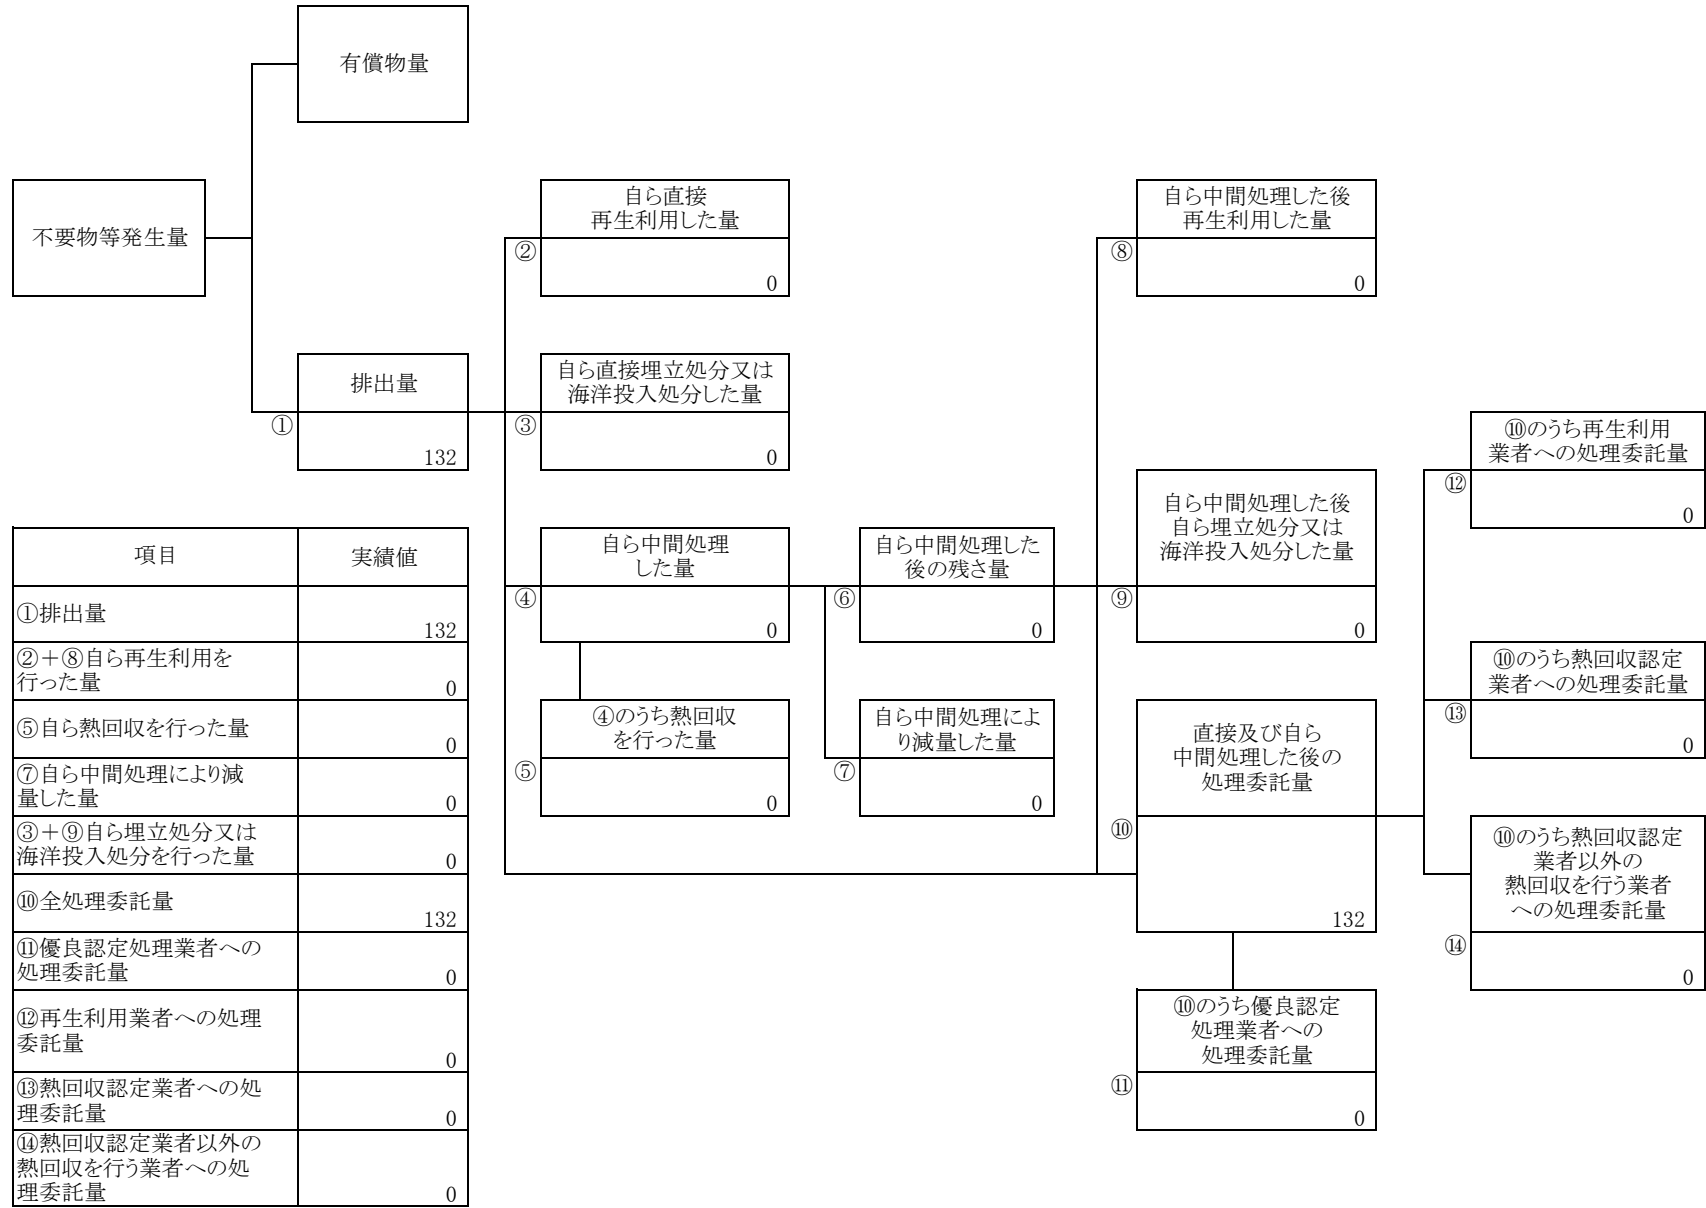 有償物量
不要物等発生量
自ら直接
再生利用した量
②
0
自ら中間処理した後
再生利用した量
⑧
0
排出量
①
132
自ら直接埋立処分又は
海洋投入処分した量
③
0
⑩のうち再生利用
業者への処理委託量
⑫
0
自ら中間処理した後
自ら埋立処分又は
海洋投入処分した量
⑨
0
自ら中間処理
した量
④
0
自ら中間処理した
後の残さ量
⑥
0
⑩のうち熱回収認定
業者への処理委託量
⑬
0
④のうち熱回収
を行った量
⑤
0
自ら中間処理によ
り減量した量
⑦
0
直接及び自ら
中間処理した後の
処理委託量
⑩
132
⑩のうち熱回収認定
業者以外の
熱回収を行う業者
への処理委託量
⑭
0
⑩のうち優良認定
処理業者への
処理委託量
⑪
0
項目 実績値
①排出量
132
②＋⑧自ら再生利用を
行った量
0
⑤自ら熱回収を行った量
0
⑦自ら中間処理により減
量した量
0
③＋⑨自ら埋立処分又は
海洋投入処分を行った量
0
⑩全処理委託量
132
⑪優良認定処理業者への
処理委託量
0
⑫再生利用業者への処理
委託量
0
⑬熱回収認定業者への処
理委託量
0
⑭熱回収認定業者以外の
熱回収を行う業者への処
理委託量
0